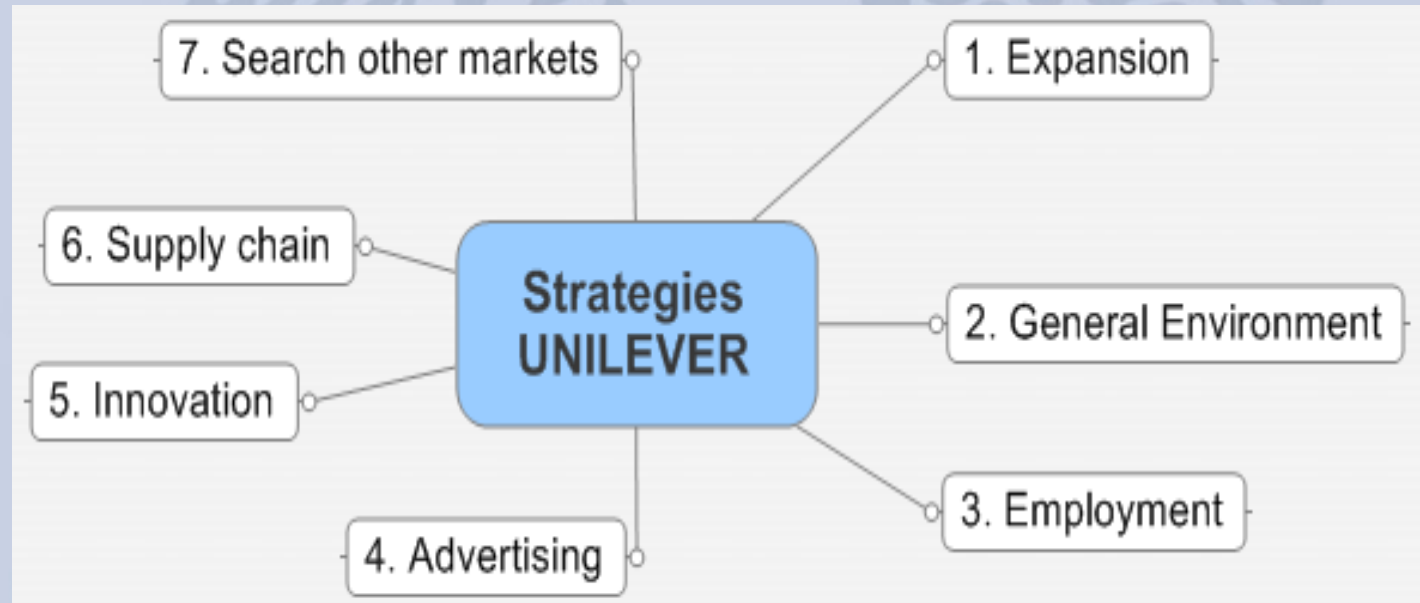 7. Search other markets
1. Expansion
6. Supply chain
Strategies
UNILEVER
2. General Environment
5. Innovation
3. Employment
4. Advertising